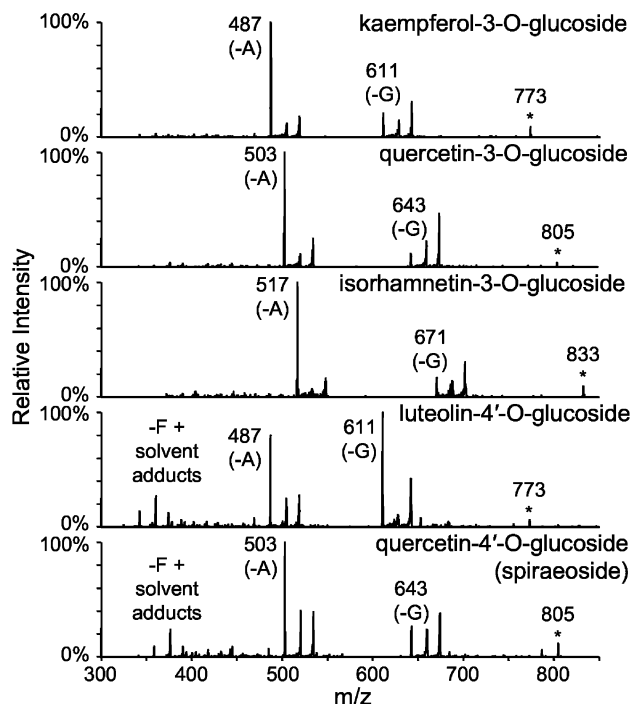 100%
487
(-A)
kaempferol-3-O-glucoside
611
(-G)
773
*
0%
100%
503
(-A)
quercetin-3-O-glucoside
643
(-G)
805
*
0%
100%
517
(-A)
isorhamnetin-3-O-glucoside
671
(-G)
833
*
0%
100%
-F +
solvent
adducts
487
(-A)
611
(-G)
luteolin-4′-O-glucoside
773
*
0%
100%
-F +
solvent
adducts
503
(-A)
quercetin-4′-O-glucoside
(spiraeoside)
643
(-G)
805
*
0%
300 400 500 600 700 800
m/z
Relative Intensity